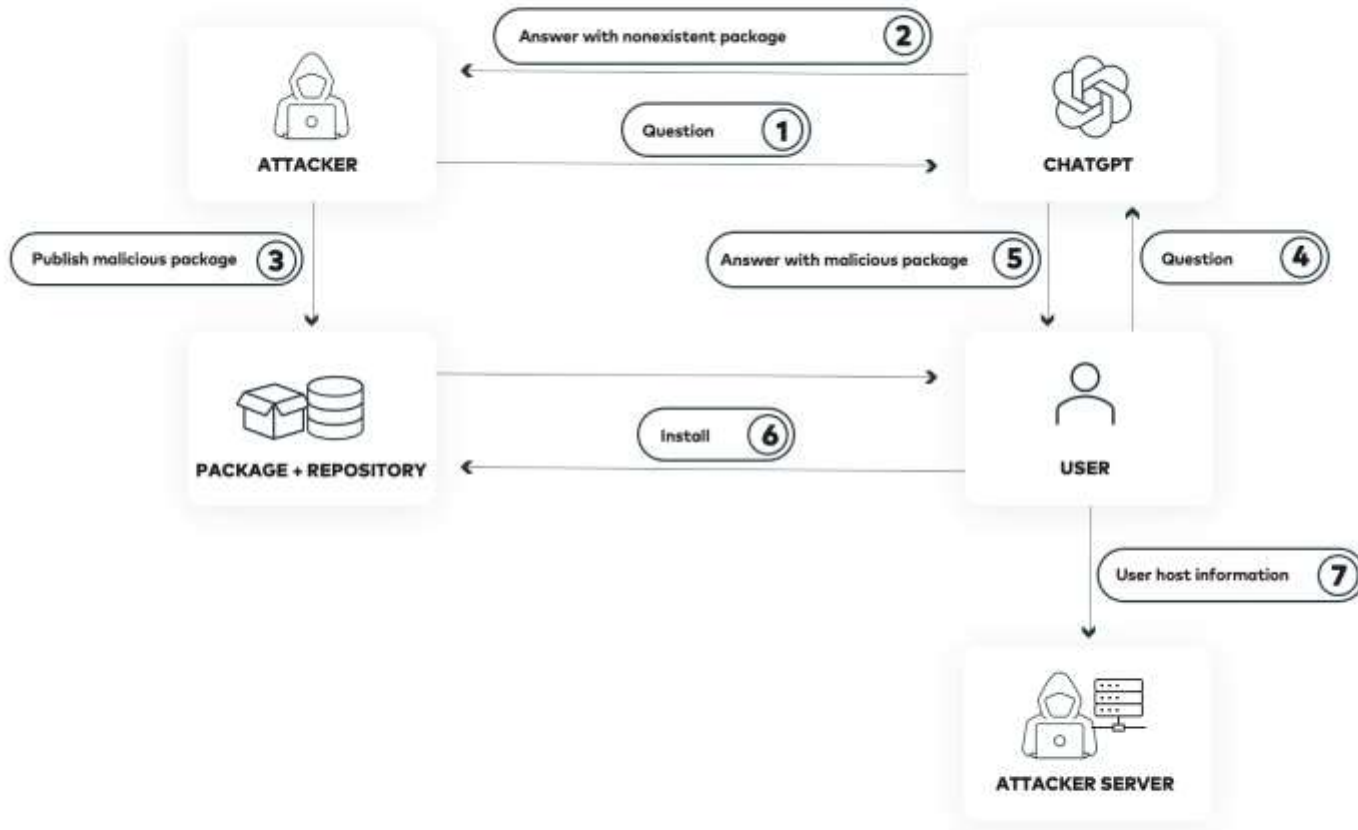 Answer with nonexistent package 2
ATTACKER
Question 1
CHATGPT
Publish malicious package 3
Answer with malicious package 5
Question 4
PACKAGE + REPOSITORY
Install 6
USER
User host information 7
ATTACKER SERVER